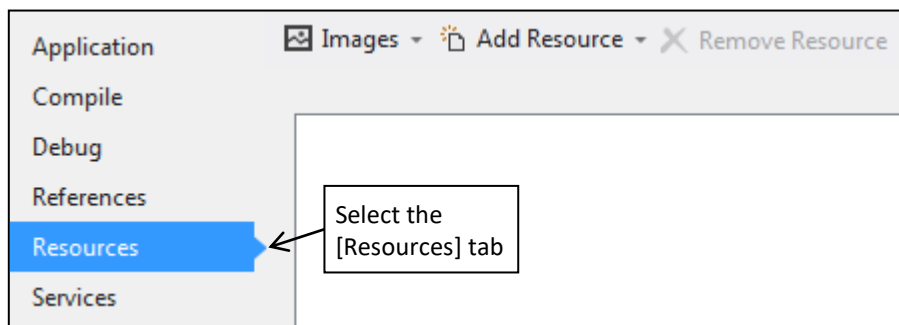 Application
Images Add Resource Remove Resource
Compile
Debug
References
Select the
[Resources] tab
Resources
Services